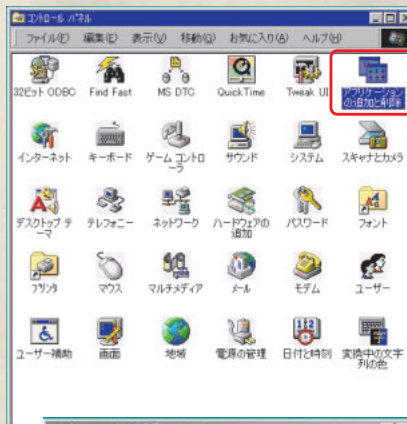 コントロール パネル
ファイル(F) 編集(E) 表示(V) 移動(G) お気に入り(A) ヘルプ(H)
32ビット ODBC Find Fast MS DTC QuickTime Tweak UI アプリケーション
の追加と削除
インターネット キーボード ゲーム コントロ
ーラ サウンド システム スキャナとカメラ
デスクトップ テ
ーマ テレフォニー ネットワーク ハードウェアの
追加 パスワード フォント
プリンタ マウス マルチメディア メール モデム ユーザー
ユーザー補助 画面 地域 電源の管理 日付と時刻 変換中の文字
列の色